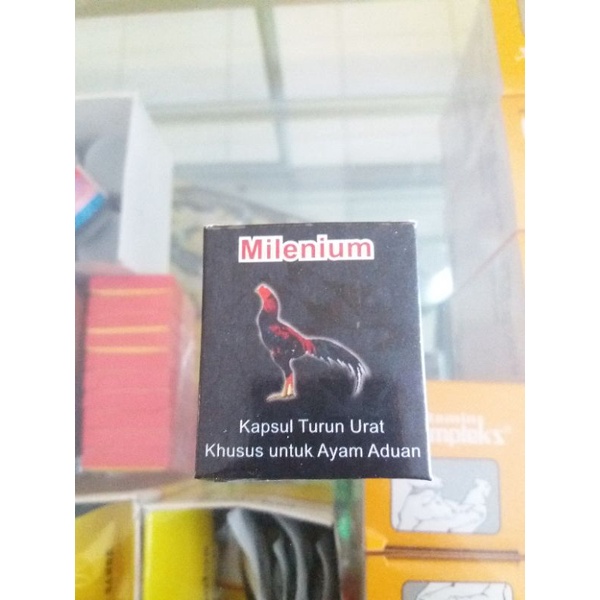 Milenium
Kapsul Turun Urat
Khusus untuk Ayam Aduan